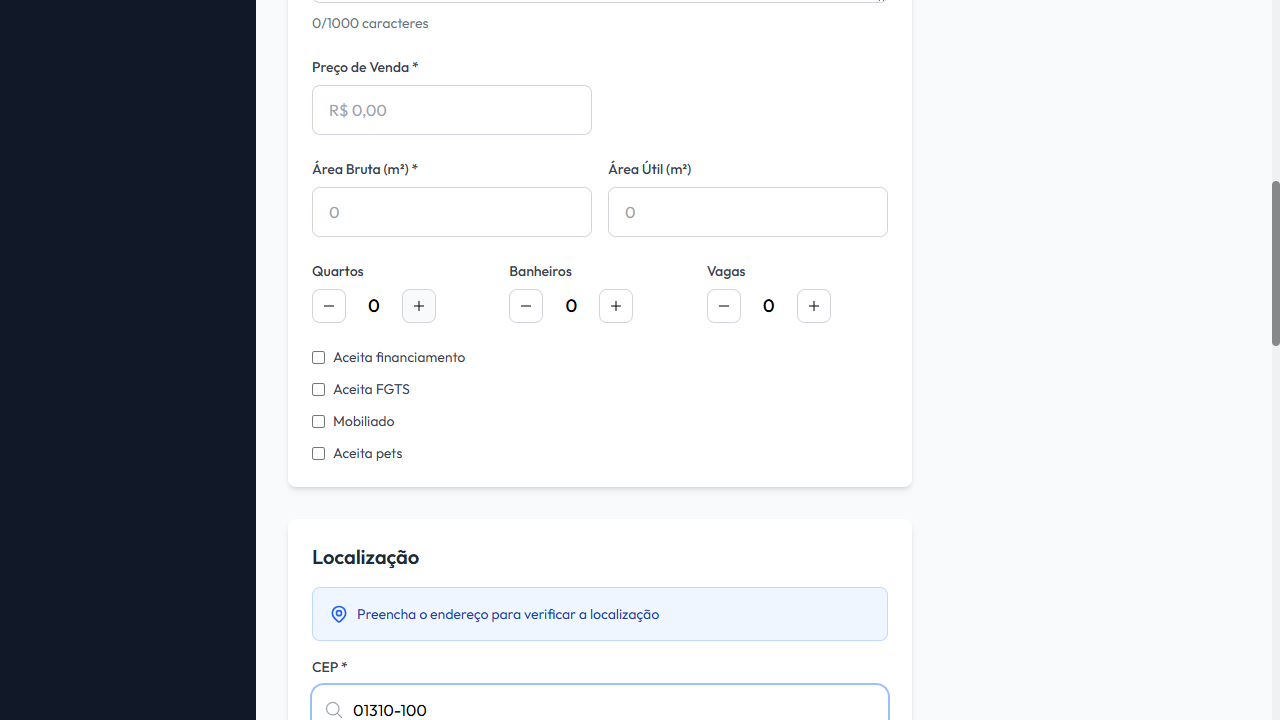 0/1000 caracteres
Preço de Venda *
R$ 0,00
Área Bruta (m²) *
Área Útil (m²)
0
0
Quartos
Banheiros
Vagas
− 0 +
− 0 +
− 0 +
Aceita financiamento
Aceita FGTS
Mobiliado
Aceita pets
Localização
Preencha o endereço para verificar a localização
CEP *
01310-100